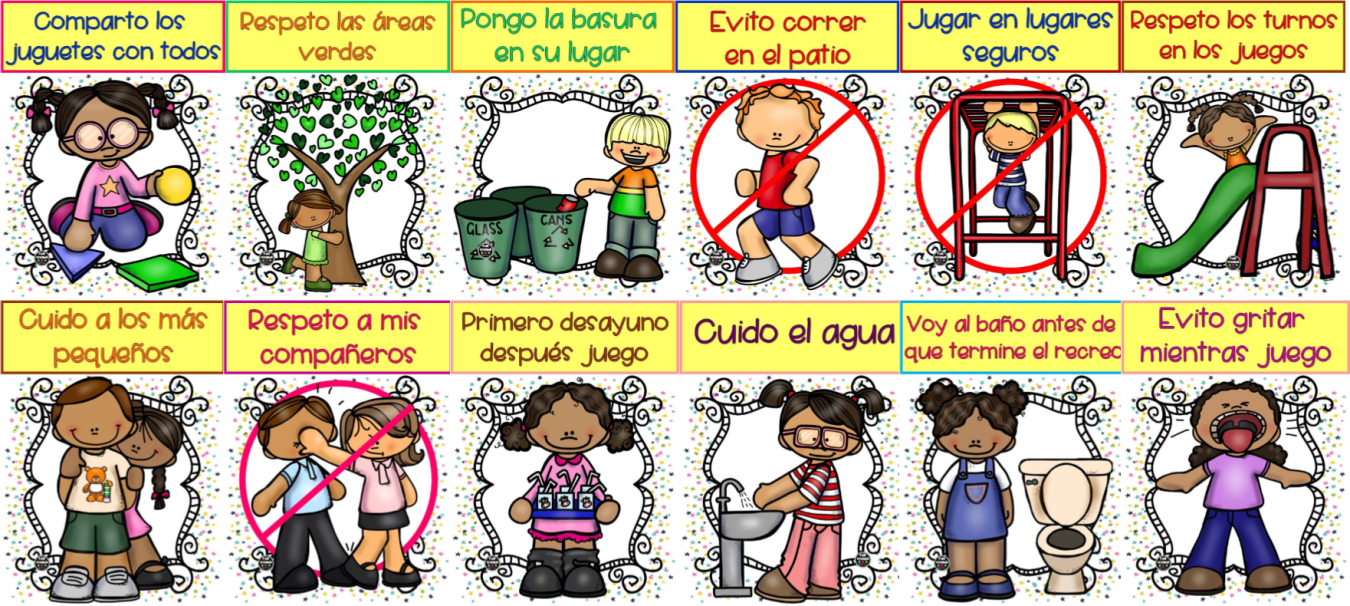 Comparto los
juguetes con todos
Respeto las áreas
verdes
Pongo la basura
en su lugar
Evito correr
en el patio
Jugar en lugares
seguros
Respeto los turnos
en los juegos
GLASS
CANS
Cuido a los más
pequeños
Respeto a mis
compañeros
Primero desayuno
después juego
Cuido el agua
Voy al baño antes de
que termine el recreo
Evito gritar
mientras juego